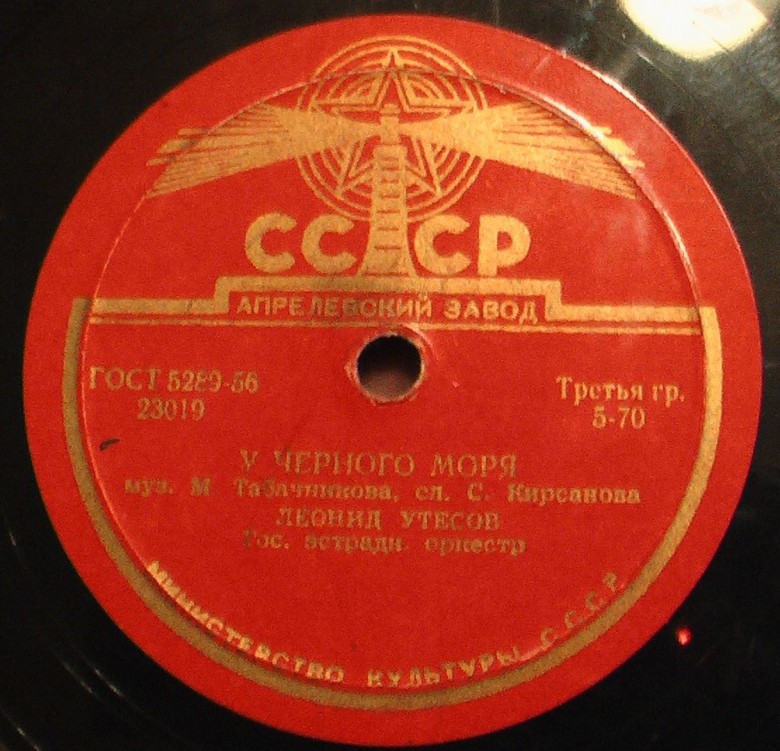 СССР
АПРЕЛЕВСКИЙ ЗАВОД
ГОСТ 5289-56
23019
Третья гр.
5-70
У ЧЕРНОГО МОРЯ
муз. М Табачникова, сл. С. Кирсанова
ЛЕОНИД УТЕСОВ
Гос. эстрадн. оркестр
МИНИСТЕРСТВО КУЛЬТУРЫ С.С.С.Р.